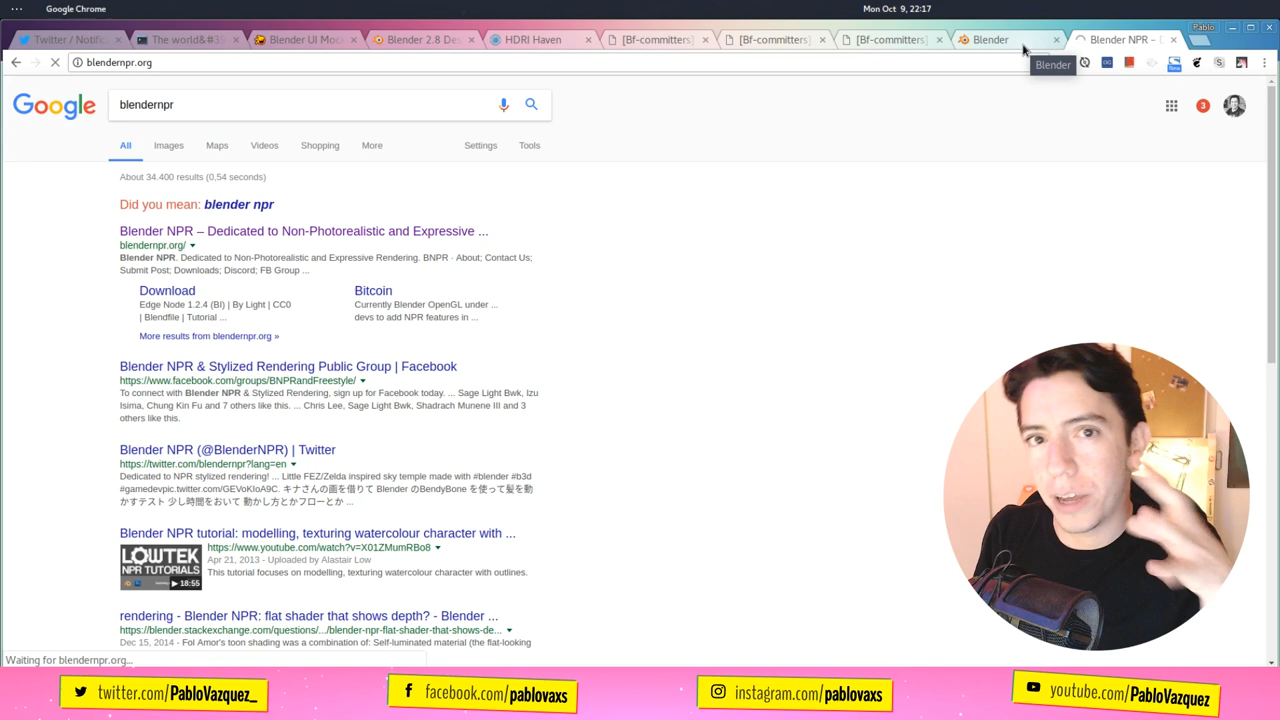 Google Chrome
Mon Oct 9, 22:17
Twitter / Notific
The world&#39
Blender UI Moc
Blender 2.8 De
HDRI Haven
[Bf-committers]
[Bf-committers]
[Bf-committers]
Blender
Blender NPR – D
Pablo
blendernpr.org
Blender
Google
blendernpr
3
All
Images
Maps
Videos
Shopping
More
Settings
Tools
About 34.400 results (0,54 seconds)
Did you mean: blender npr
Blender NPR – Dedicated to Non-Photorealistic and Expressive ...
blendernpr.org/
Blender NPR. Dedicated to Non-Photorealistic and Expressive Rendering. BNPR · About; Contact Us;
Submit Post; Downloads; Discord; FB Group ...
Download
Bitcoin
Edge Node 1.2.4 (BI) | By Light | CC0
Currently Blender OpenGL under ...
| Blendfile | Tutorial ...
devs to add NPR features in ...
More results from blendernpr.org »
Blender NPR & Stylized Rendering Public Group | Facebook
https://www.facebook.com/groups/BNPRandFreestyle/
To connect with Blender NPR & Stylized Rendering, sign up for Facebook today. ... Sage Light Bwk, Izu
Isima, Chung Kin Fu and 7 others like this. ... Chris Lee, Sage Light Bwk, Shadrach Munene III and 3
others like this.
Blender NPR (@BlenderNPR) | Twitter
https://twitter.com/blendernpr?lang=en
Dedicated to NPR stylized rendering! ... Little FEZ/Zelda inspired sky temple made with #blender #b3d
#gamedevpic.twitter.com/GEVoKIoA9C. キナさんの画を借りて Blender のBendyBone を使って髪を動
かすテスト 少し時間をおいて 動かし方とかフローとか ...
Blender NPR tutorial: modelling, texturing watercolour character with ...
https://www.youtube.com/watch?v=X01ZMumRBo8
Apr 21, 2013 - Uploaded by Alastair Low
This tutorial focuses on modelling, texturing watercolour character with outlines.
LOWTEK
NPR TUTORIALS
18:55
rendering - Blender NPR: flat shader that shows depth? - Blender ...
https://blender.stackexchange.com/questions/.../blender-npr-flat-shader-that-shows-de...
Dec 15, 2014 - Fol Amor's toon shading was a combination of: Self-luminated material (the flat-looking
Waiting for blendernpr.org...
twitter.com/PabloVazquez_
facebook.com/pablovaxs
instagram.com/pablovaxs
youtube.com/PabloVazquez